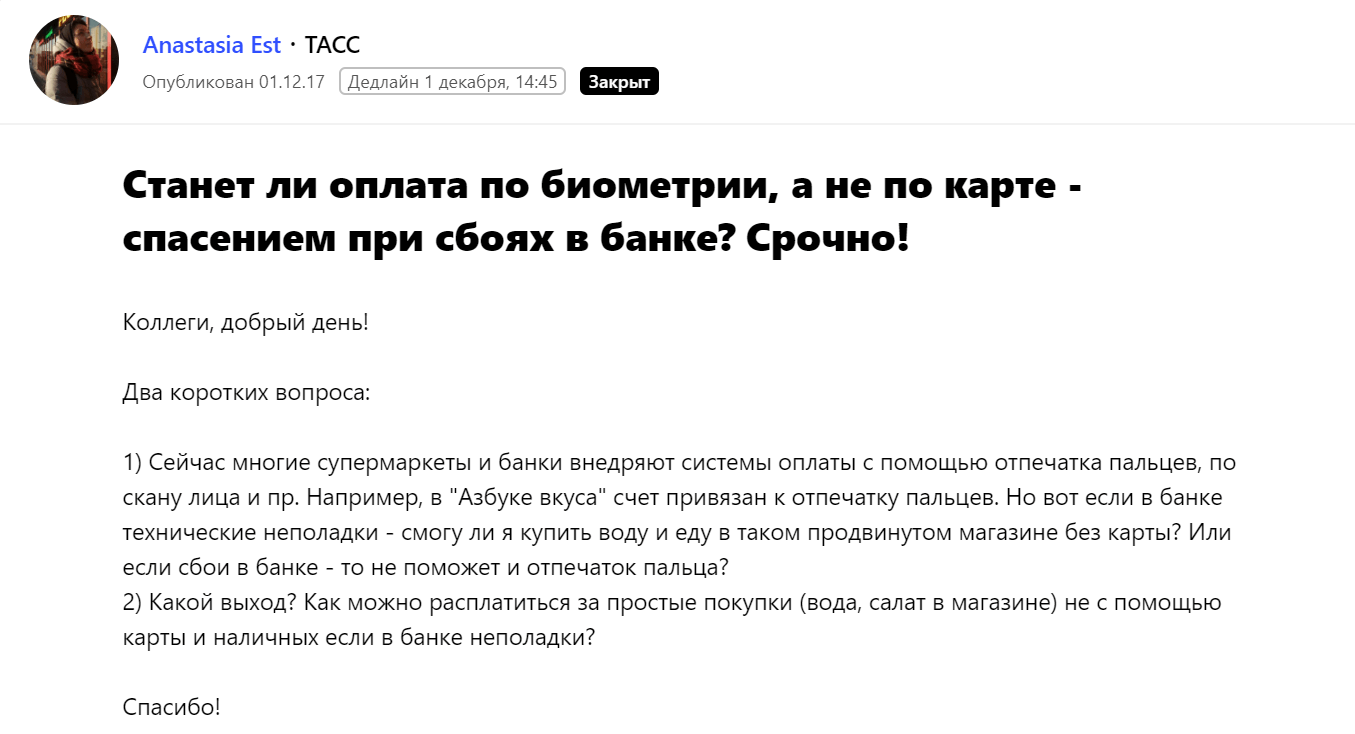 Anastasia Est · ТАСС
Опубликован 01.12.17 Дедлайн 1 декабря, 14:45 Закрыт
Станет ли оплата по биометрии, а не по карте -
спасением при сбоях в банке? Срочно!
Коллеги, добрый день!
Два коротких вопроса:
1) Сейчас многие супермаркеты и банки внедряют системы оплаты с помощью отпечатка пальцев, по
скану лица и пр. Например, в "Азбуке вкуса" счет привязан к отпечатку пальцев. Но вот если в банке
технические неполадки - смогу ли я купить воду и еду в таком продвинутом магазине без карты? Или
если сбои в банке - то не поможет и отпечаток пальца?
2) Какой выход? Как можно расплатиться за простые покупки (вода, салат в магазине) не с помощью
карты и наличных если в банке неполадки?
Спасибо!